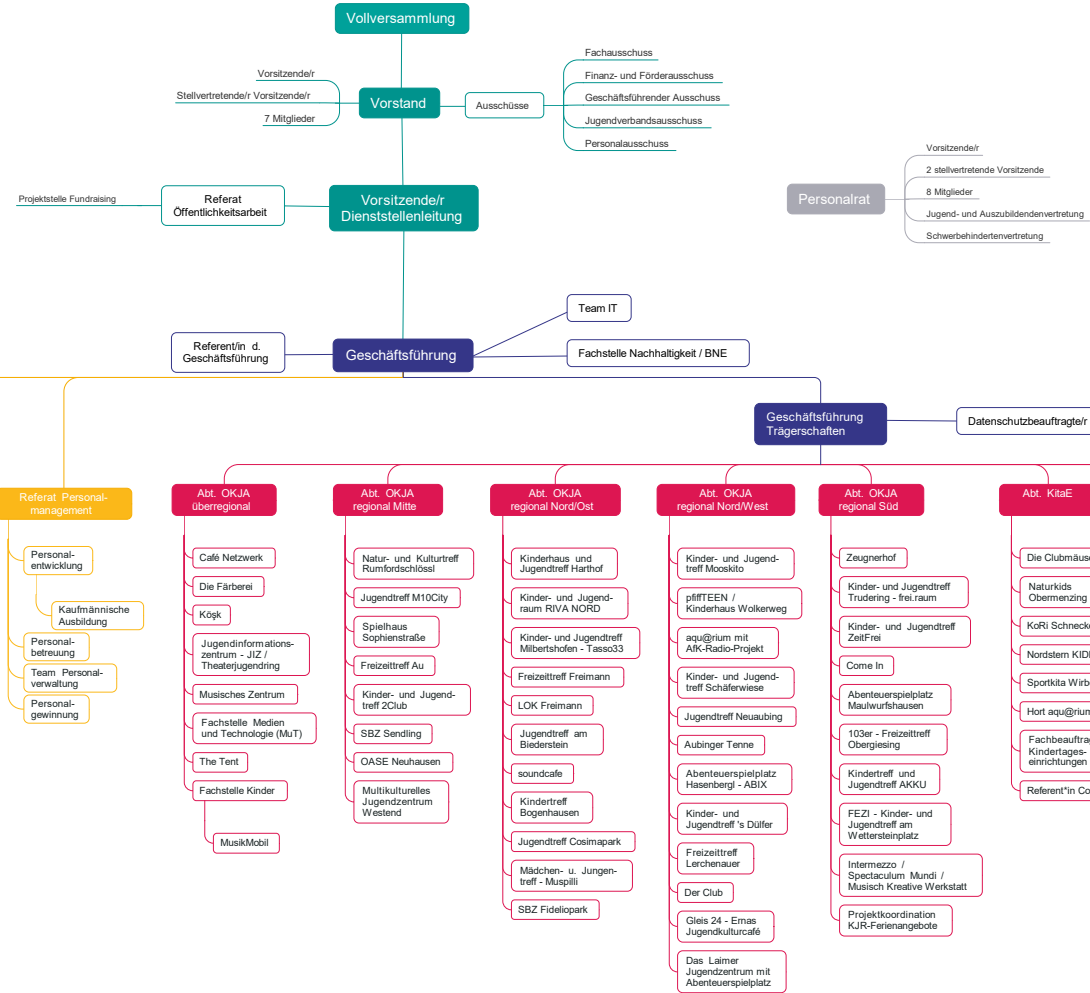 Vollversammlung
Vorsitzende/r
Stellvertretende/r Vorsitzende/r
7 Mitglieder
Vorstand
Ausschüsse
Fachausschuss
Finanz- und Förderausschuss
Geschäftsführender Ausschuss
Jugendverbandsausschuss
Personalausschuss
Projektstelle Fundraising
Referat
Öffentlichkeitsarbeit
Vorsitzende/r
Dienststellenleitung
Personalrat
Vorsitzende/r
2 stellvertretende Vorsitzende
8 Mitglieder
Jugend- und Auszubildendenvertretung
Schwerbehindertenvertretung
Team IT
Referent/in d.
Geschäftsführung
Geschäftsführung
Fachstelle Nachhaltigkeit / BNE
Geschäftsführung
Trägerschaften
Datenschutzbeauftragte/r
Referat Personal-
management
Personal-
entwicklung
Kaufmännische
Ausbildung
Personal-
betreuung
Team Personal-
verwaltung
Personal-
gewinnung
Abt. OKJA
überregional
Café Netzwerk
Die Färberei
Köşk
Jugendinformations-
zentrum - JIZ /
Theaterjugendring
Musisches Zentrum
Fachstelle Medien
und Technologie (MuT)
The Tent
Fachstelle Kinder
MusikMobil
Abt. OKJA
regional Mitte
Natur- und Kulturtreff
Rumfordschlössl
Jugendtreff M10City
Spielhaus
Sophienstraße
Freizeittreff Au
Kinder- und Jugend-
treff 2Club
SBZ Sendling
OASE Neuhausen
Multikulturelles
Jugendzentrum
Westend
Abt. OKJA
regional Nord/Ost
Kinderhaus und
Jugendtreff Harthof
Kinder- und Jugend-
raum RIVA NORD
Kinder- und Jugendtreff
Milbertshofen - Tasso33
Freizeittreff Freimann
LOK Freimann
Jugendtreff am
Biederstein
soundcafe
Kindertreff
Bogenhausen
Jugendtreff Cosimapark
Mädchen- u. Jungen-
treff - Muspilli
SBZ Fideliopark
Abt. OKJA
regional Nord/West
Kinder- und Jugend-
treff Mooskito
pfiffTEEN /
Kinderhaus Wolkerweg
aqu@rium mit
AfK-Radio-Projekt
Kinder- und Jugend-
treff Schäferwiese
Jugendtreff Neuaubing
Aubinger Tenne
Abenteuerspielplatz
Hasenbergl - ABIX
Kinder- und
Jugendtreff 's Dülfer
Freizeittreff
Lerchenauer
Der Club
Gleis 24 - Ernas
Jugendkulturcafé
Das Laimer
Jugendzentrum mit
Abenteuerspielplatz
Abt. OKJA
regional Süd
Zeugnerhof
Kinder- und Jugendtreff
Trudering - frei.raum
Kinder- und Jugendtreff
ZeitFrei
Come In
Abenteuerspielplatz
Maulwurfshausen
103er - Freizeittreff
Obergiesing
Kindertreff und
Jugendtreff AKKU
FEZI - Kinder- und
Jugendtreff am
Wettersteinplatz
Intermezzo /
Spectaculum Mundi /
Musisch Kreative Werkstatt
Projektkoordination
KJR-Ferienangebote
Abt. KitaE
Die Clubmäuse
Naturkids
Obermenzing
KoRi
Nordstern
Sportkita
Hort aqu@rium
Kindertages-
einrichtungen
Referent*in